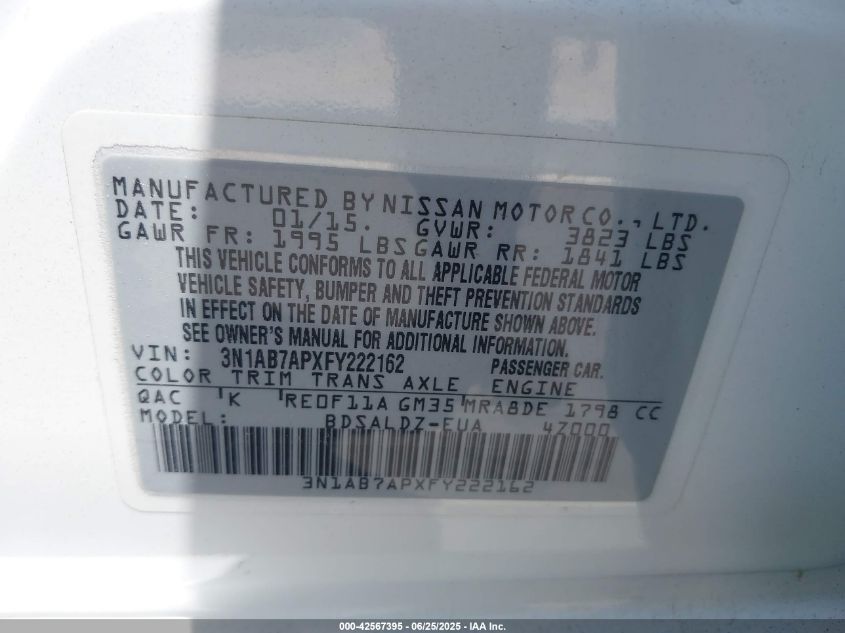 MANUFACTURED BY NISSAN MOTOR CO., LTD.
DATE: 01/15. GVWR: 3823 LBS
GAWR FR: 1995 LBS GAWR RR: 1841 LBS
THIS VEHICLE CONFORMS TO ALL APPLICABLE FEDERAL MOTOR
VEHICLE SAFETY, BUMPER AND THEFT PREVENTION STANDARDS
IN EFFECT ON THE DATE OF MANUFACTURE SHOWN ABOVE.
SEE OWNER'S MANUAL FOR ADDITIONAL INFORMATION.
VIN: 3N1AB7APXFY222162 PASSENGER CAR.
COLOR TRIM TRANS AXLE ENGINE
QAC K RE0F11A GM35 MRA8DE 1798 CC
MODEL: BDSALDZ-EUA 4Z000
3N1AB7APXFY222162
000-42567395 - 06/25/2025 - IAA Inc.